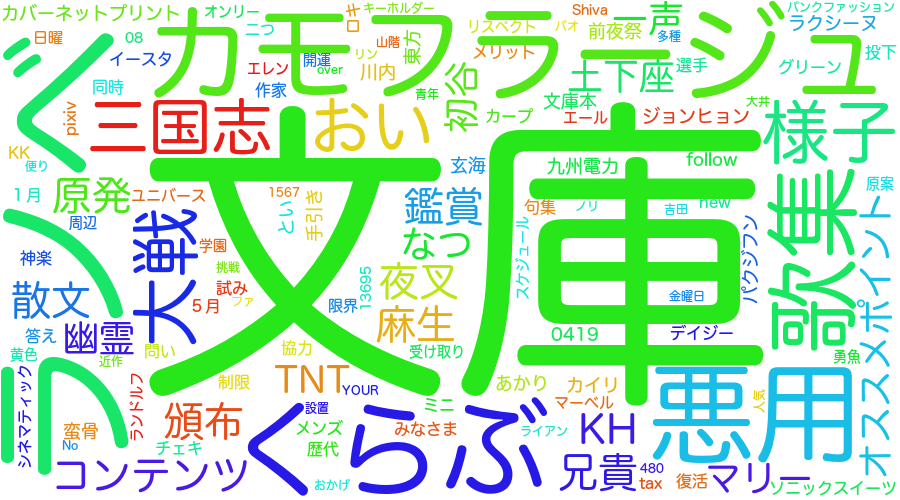 カバーネットプリント
オンリー
二つ
ロキ
キーホルダー
Shiva
一声
パンクファッション
日曜
08
カモフラージュ
山階
東方
リスペクト
バオ
前夜祭
多種
ラクシーヌ
イースタ
エレン
開運
over
リン
川内
メリット
土下座
選手
グリーン
投下
同時
作家
青年
初谷
文庫本
大井
pixiv
三国志
おい
カープ
エール
ジョンヒョン
様子
KK
便り
玄海
九州電力
follow
原案
1月
原発
ユニバース
1567
とい
手引き
鑑賞
句集
ノリ
吉田
new
歌集
周辺
大戦
学園
なつ
スケジュール
パクジフン
オススメポイント
神楽
挑戦
試み
ファ
文庫
夜叉
13695
金曜日
散文
5月
限界
麻生
0419
デイジー
答え
幽霊
問い
協力
受け取り
勇魚
黄色
近作
制限
TNT
YOUR
あかり
カイリ
マーベル
人気
悪用
シネマティック
ランドルフ
頒布
設置
くらぶ
ミニ
蛮骨
No
チェキ
メンズ
みなさま
ライアン
KH
歴代
コンテンツ
おかげ
兄貴
480
tax
復活
マリー
ソニックスイーツ